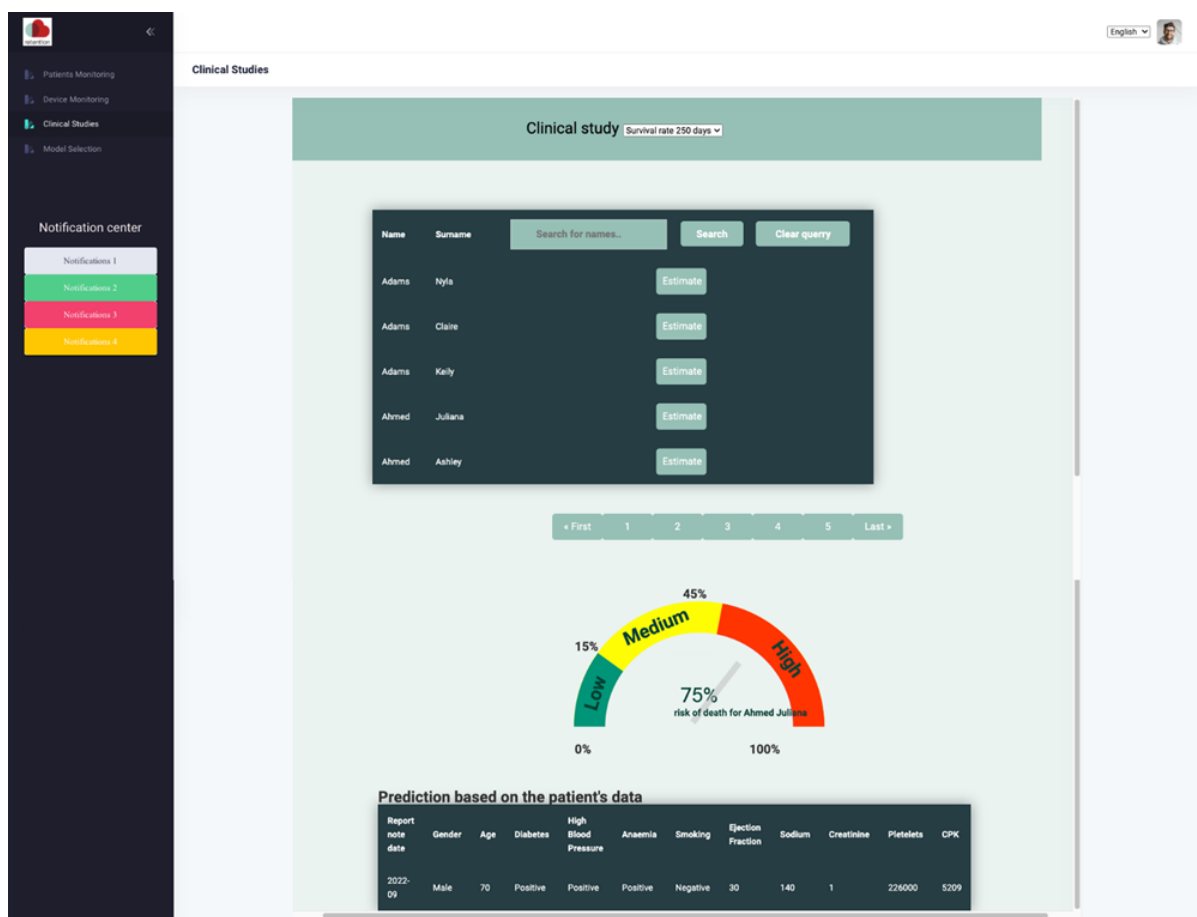 retention
English
Patients Monitoring
Clinical Studies
Device Monitoring
Clinical Studies
Model Selection
Clinical study Survival rate 250 days
Notification center
Notifications 1
Notifications 2
Notifications 3
Notifications 4
Name Surname Search for names.. Search Clear querry
Adams Nyla Estimate
Adams Claire Estimate
Adams Keily Estimate
Ahmed Juliana Estimate
Ahmed Ashley Estimate
« First 1 2 3 4 5 Last »
45%
Medium
15%
High
Low
75%
risk of death for Ahmed Juliana
0% 100%
Prediction based on the patient's data
Report note date Gender Age Diabetes High Blood Pressure Anaemia Smoking Ejection Fraction Sodium Creatinine Pletelets CPK
2022-09 Male 70 Positive Positive Positive Negative 30 140 1 226000 5209